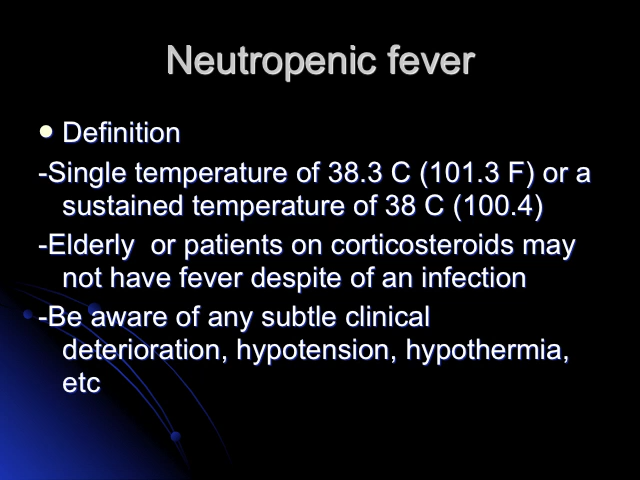 Neutropenic fever
Definition
-Single temperature of 38.3 C (101.3 F) or a
sustained temperature of 38 C (100.4)
-Elderly  or patients on corticosteroids may
not have fever despite of an infection
-Be aware of any subtle clinical
deterioration, hypotension, hypothermia,
etc